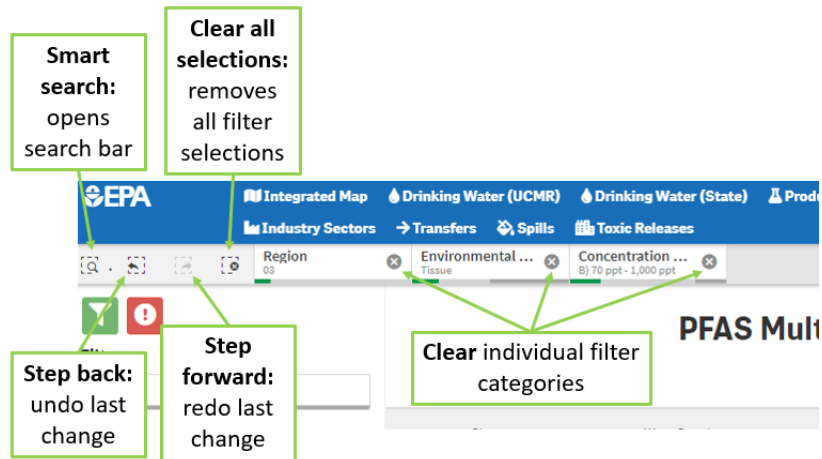 Smart
search:
opens
search bar
Clear all
selections:
removes
all filter
selections
EPA
Integrated Map
Drinking Water (UCMR)
Drinking Water (State)
Produ
Industry Sectors
Transfers
Spills
Toxic Releases
Region
03
Environmental ...
Tissue
Concentration ...
B) 70 ppt - 1,000 ppt
PFAS Mult
Step back:
undo last
change
Step
forward:
redo last
change
Clear individual filter
categories